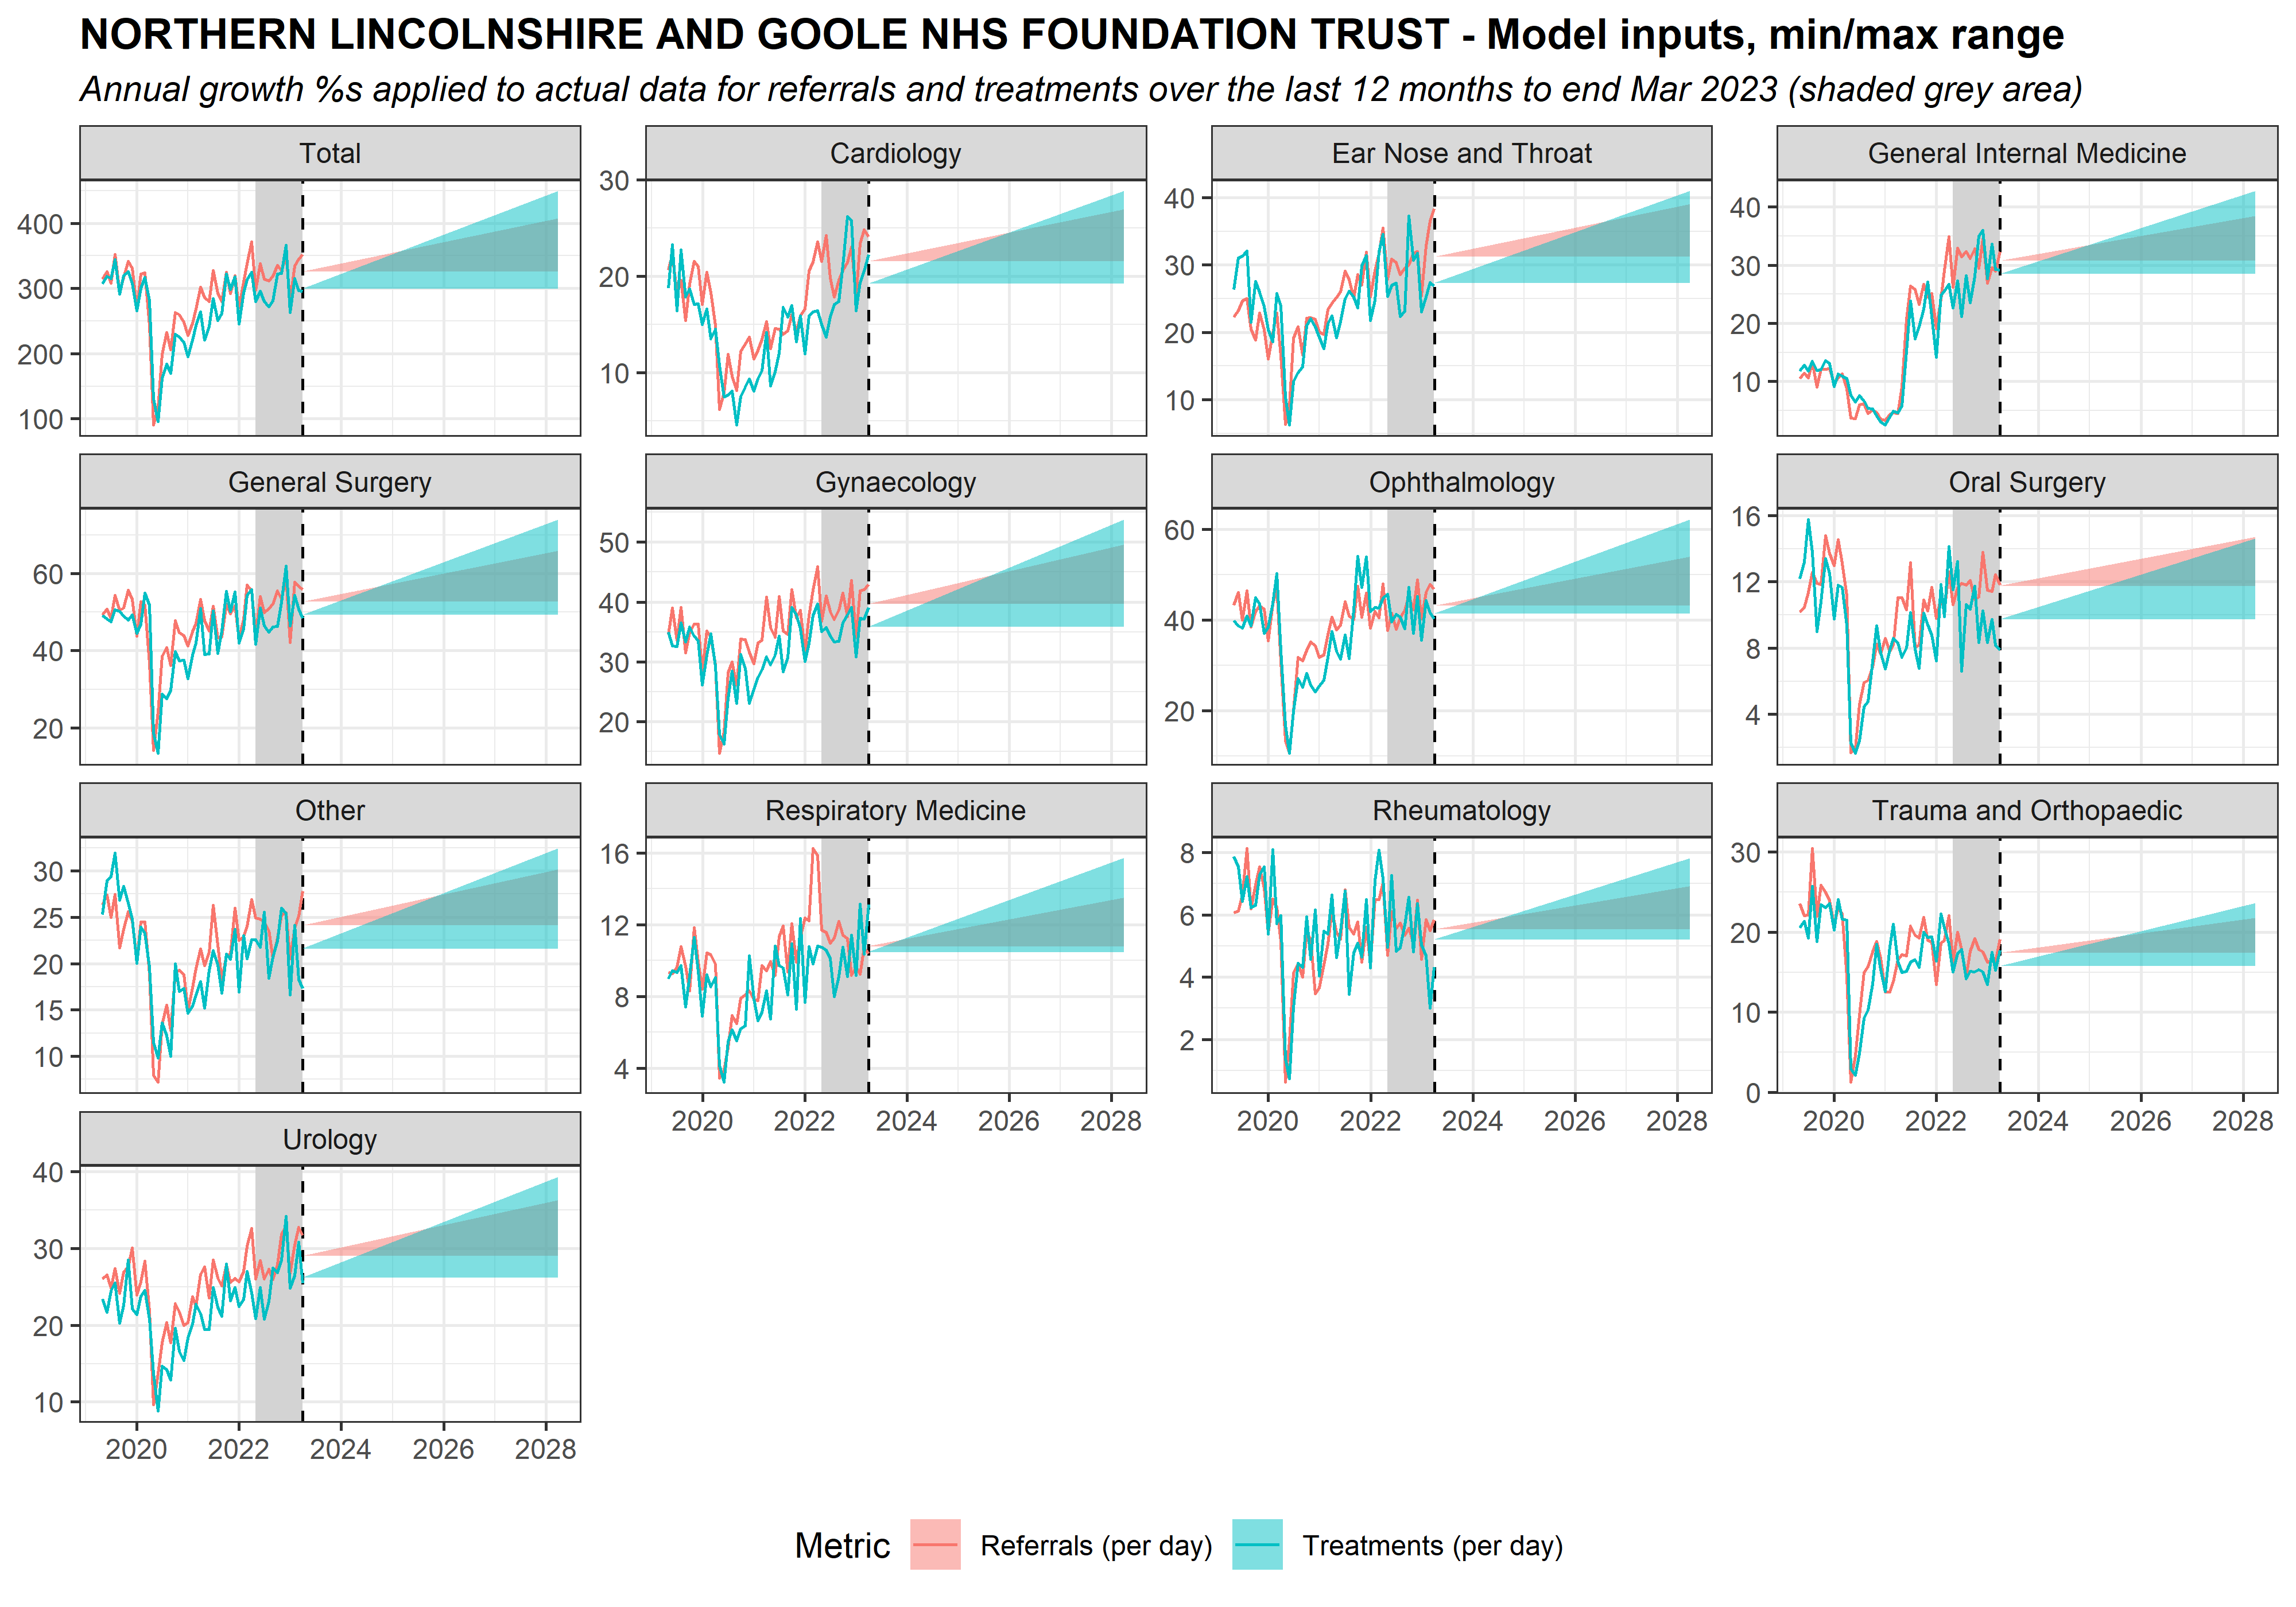 NORTHERN LINCOLNSHIRE AND GOOLE NHS FOUNDATION TRUST - Model inputs, min/max range
Annual growth %s applied to actual data for referrals and treatments over the last 12 months to end Mar 2023 (shaded grey area)
Total
400
300
200
100
Cardiology
30
20
10
Ear Nose and Throat
40
30
20
10
General Internal Medicine
40
30
20
10
General Surgery
60
40
20
Gynaecology
50
40
30
20
Ophthalmology
60
40
20
Oral Surgery
16
12
8
4
Other
30
25
20
15
10
Respiratory Medicine
16
12
8
4
2020 2022 2024 2026 2028
Rheumatology
8
6
4
2
2020 2022 2024 2026 2028
Trauma and Orthopaedic
30
20
10
0
2020 2022 2024 2026 2028
Urology
40
30
20
10
2020 2022 2024 2026 2028
Metric Referrals (per day) Treatments (per day)